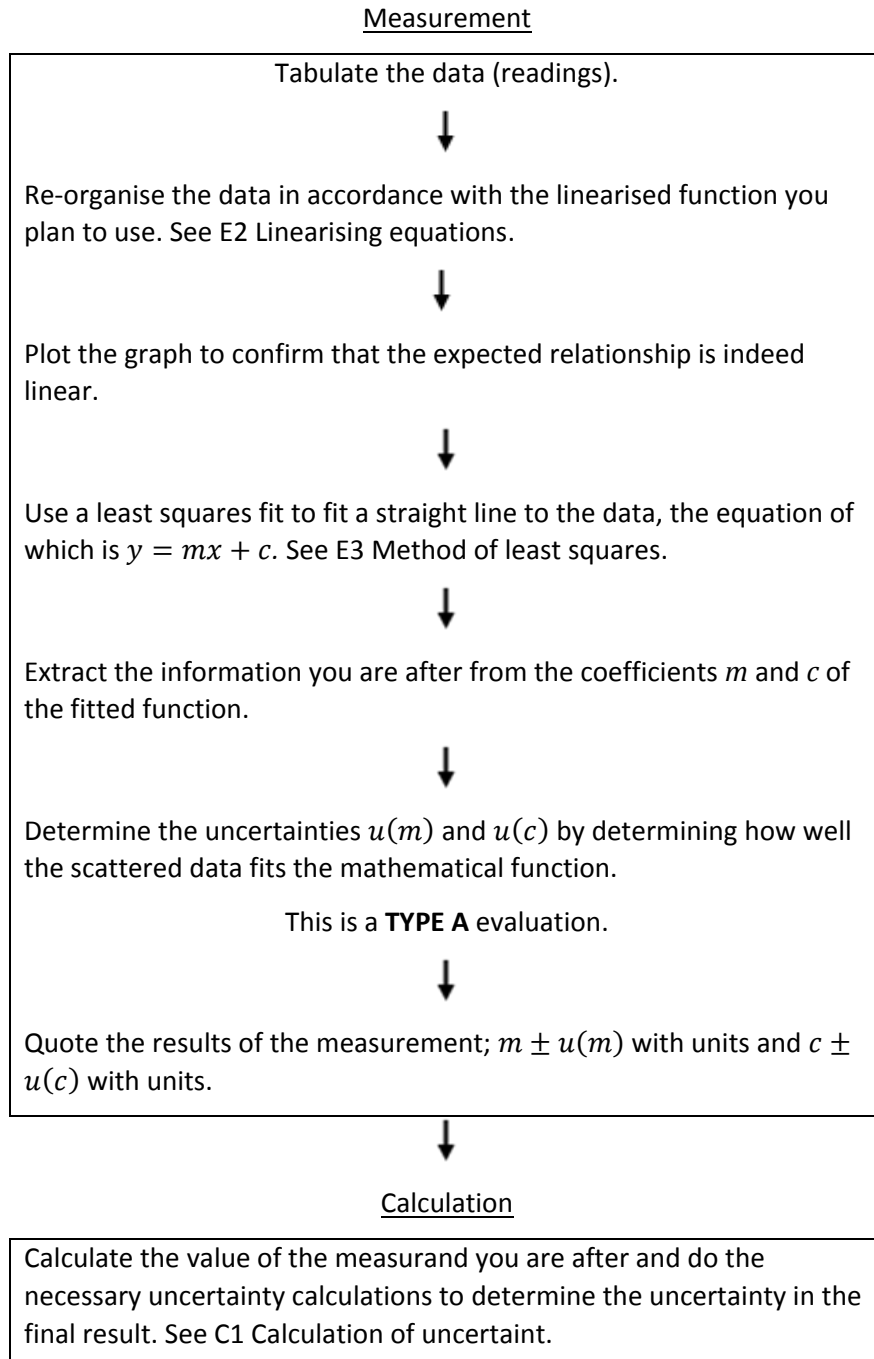 Measurement
Tabulate the data (readings).
Re-organise the data in accordance with the linearised function you
plan to use. See E2 Linearising equations.
Plot the graph to confirm that the expected relationship is indeed
linear.
Use a least squares fit to fit a straight line to the data, the equation of
which is y = mx + c. See E3 Method of least squares.
Extract the information you are after from the coefficients m and c of
the fitted function.
Determine the uncertainties u(m) and u(c) by determining how well
the scattered data fits the mathematical function.
This is a TYPE A evaluation.
Quote the results of the measurement; m ± u(m) with units and c ±
u(c) with units.
Calculation
Calculate the value of the measurand you are after and do the
necessary uncertainty calculations to determine the uncertainty in the
final result. See C1 Calculation of uncertaint.